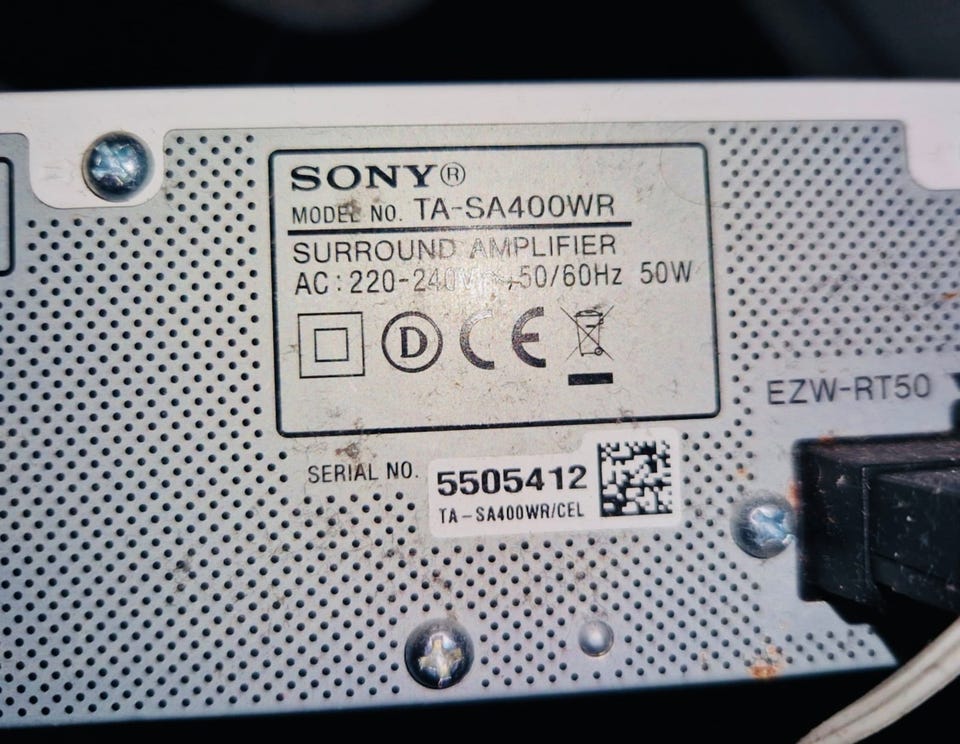 SONY®
MODEL NO. TA-SA400WR
SURROUND AMPLIFIER
AC : 220-240V ~, 50/60Hz 50W
D CE
EZW-RT50
SERIAL NO. 5505412
TA-SA400WR/CEL